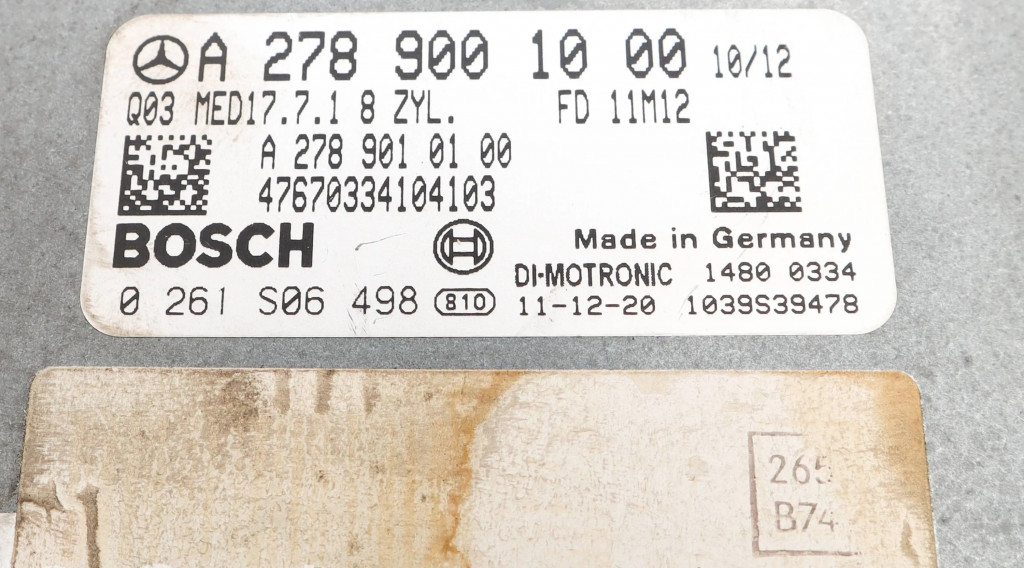 A 278 900 10 00 10/12
Q03 MED17.7.1 8 ZYL. FD 11M12
A 278 901 01 00
47670334104103
BOSCH
Made in Germany
DI-MOTRONIC 1480 0334
0 261 S06 498 810 11-12-20 1039S39478
265
B74